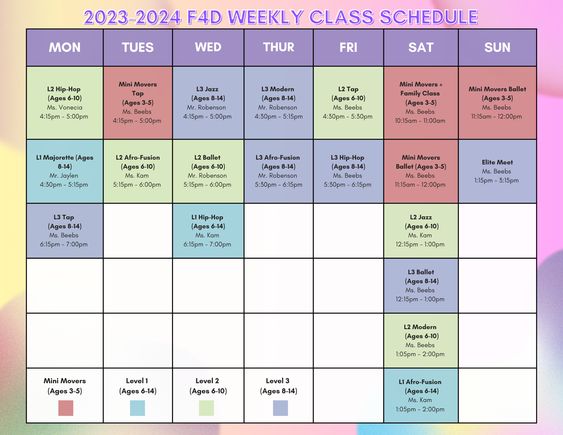 2023-2024 F4D WEEKLY CLASS SCHEDULE
MON TUES WED THUR FRI SAT SUN
L2 Hip-Hop
(Ages 6-10)
Ms. Vonecia
4:15pm - 5:00pm
Mini Movers
Tap
(Ages 3-5)
Ms. Beebs
4:15pm - 5:00pm
L3 Jazz
(Ages 8-14)
Mr. Robenson
4:15pm - 5:00pm
L3 Modern
(Ages 8-14)
Mr. Robenson
4:30pm - 5:15pm
L2 Tap
(Ages 6-10)
Ms. Beebs
4:30pm - 5:30pm
Mini Movers +
Family Class
(Ages 3-5)
Ms. Beebs
10:15am - 11:00am
Mini Movers Ballet
(Ages 3-5)
Ms. Beebs
11:15am - 12:00pm
L1 Majorette (Ages
8-14)
Mr. Jaylen
4:30pm - 5:15pm
L2 Afro-Fusion
(Ages 6-10)
Ms. Kam
5:15pm - 6:00pm
L2 Ballet
(Ages 6-10)
Mr. Robenson
5:15pm - 6:00pm
L3 Afro-Fusion
(Ages 8-14)
Mr. Robenson
5:30pm - 6:15pm
L3 Hip-Hop
(Ages 8-14)
Ms. Beebs
5:30pm - 6:15pm
Mini Movers
Ballet (Ages 3-5)
Ms. Beebs
11:15am - 12:00pm
Elite Meet
Ms. Beebs
1:15pm - 3:15pm
L3 Tap
(Ages 8-14)
Ms. Beebs
6:15pm - 7:00pm
L1 Hip-Hop
(Ages 6-14)
Ms. Kam
6:15pm - 7:00pm
L2 Jazz
(Ages 6-14)
Ms. Kam
12:15pm - 1:00pm
L3 Ballet
(Ages 8-14)
Ms. Beebs
12:15pm - 1:00pm
L2 Modern
(Ages 6-10)
Ms. Beebs
1:05pm - 2:00pm
Mini Movers
(Ages 3-5)
Level 1
(Ages 6-14)
Level 2
(Ages 6-10)
Level 3
(Ages 8-14)
L1 Afro-Fusion
(Ages 6-14)
Ms. Kam
1:05pm - 2:00pm